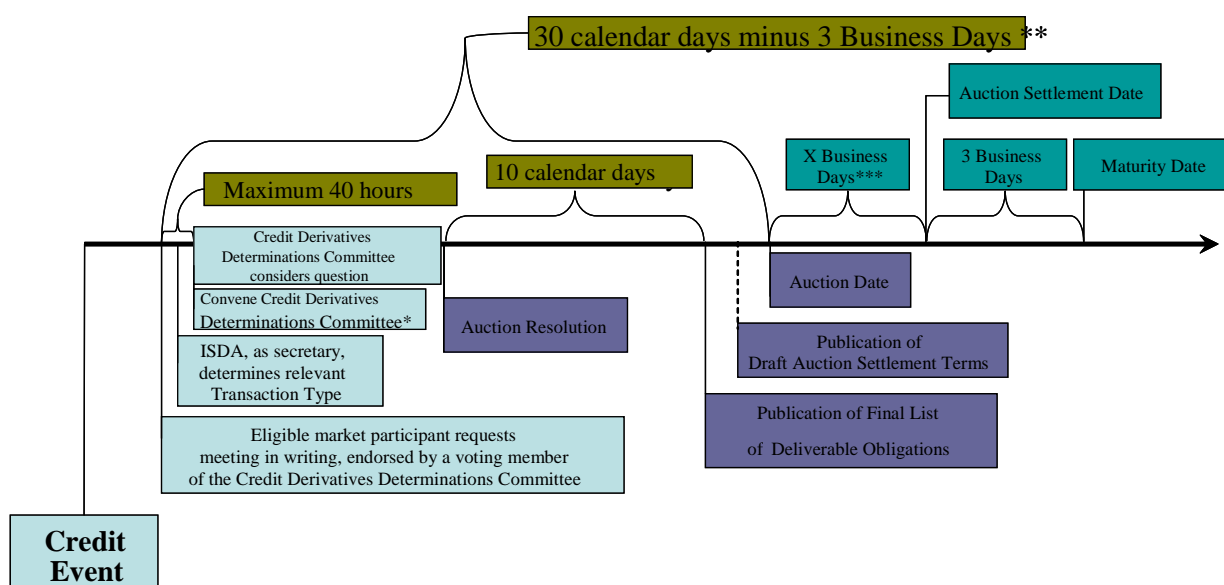 30 calendar days minus 3 Business Days **
Auction Settlement Date
X Business
Days***
3 Business
Days
Maturity Date
10 calendar days
Maximum 40 hours
Credit Derivatives
Determinations Committee
considers question
Convene Credit Derivatives
Determinations Committee*
ISDA, as secretary,
determines relevant
Transaction Type
Eligible market participant requests
meeting in writing, endorsed by a voting member
of the Credit Derivatives Determinations Committee
Credit
Event
Auction Resolution
Auction Date
Publication of
Draft Auction Settlement Terms
Publication of Final List
of Deliverable Obligations